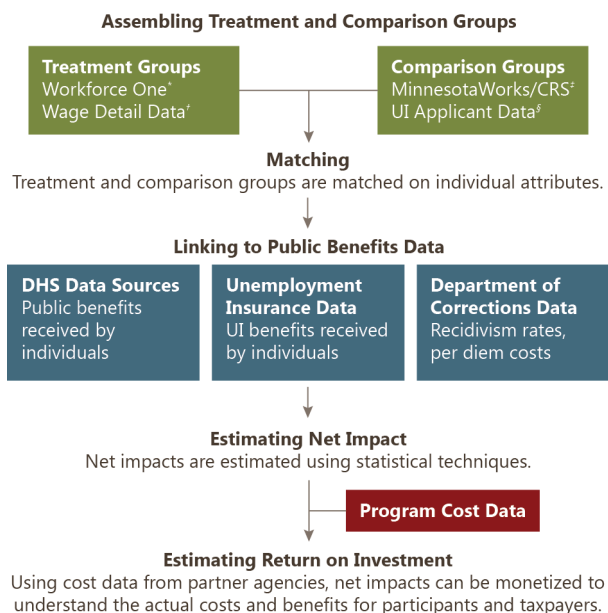 Assembling Treatment and Comparison Groups
Treatment Groups
Workforce One*
Wage Detail Data†
Comparison Groups
MinnesotaWorks/CRS‡
UI Applicant Data§
Matching
Treatment and comparison groups are matched on individual attributes.
Linking to Public Benefits Data
DHS Data Sources
Public benefits
received by
individuals
Unemployment
Insurance Data
UI benefits received
by individuals
Department of
Corrections Data
Recidivism rates,
per diem costs
Estimating Net Impact
Net impacts are estimated using statistical techniques.
Program Cost Data
Estimating Return on Investment
Using cost data from partner agencies, net impacts can be monetized to
understand the actual costs and benefits for participants and taxpayers.